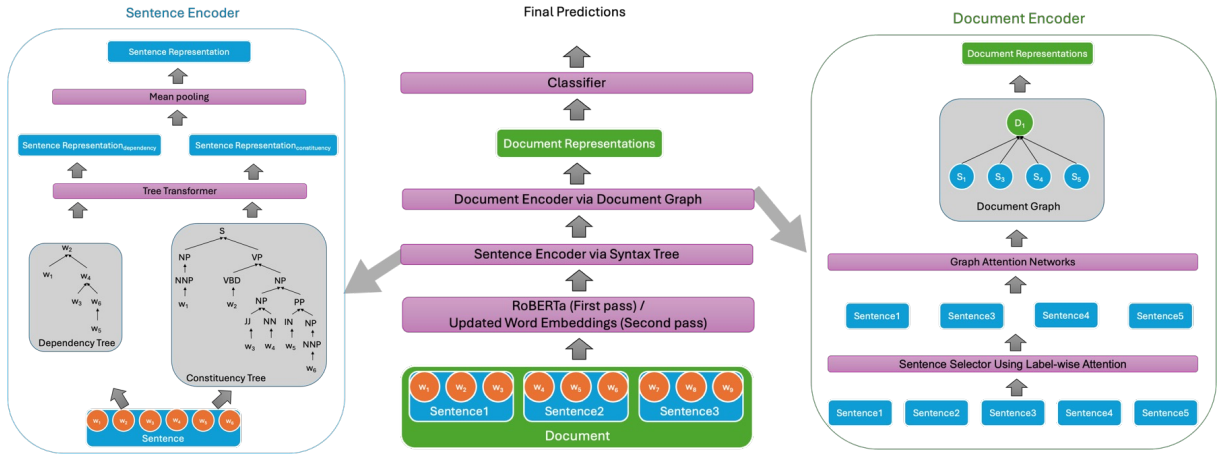 Sentence Encoder
Sentence Representation
Mean pooling
Sentence Representation dependency
Sentence Representation constituency
Tree Transformer
w2
w1 w4
w3 w6
w5
Dependency Tree
S
NP VP
NNP VBD NP
w1 w2 NP PP
JJ NN IN NP
w3 w4 w5 NNP
w6
Constituency Tree
w1 w2 w3 w4 w5 w6
Sentence
Final Predictions
Classifier
Document Representations
Document Encoder via Document Graph
Sentence Encoder via Syntax Tree
RoBERTa (First pass) /
Updated Word Embeddings (Second pass)
w1 w2 w3 w4 w5 w6 w7 w8 w9
Sentence1 Sentence2 Sentence3
Document
Document Encoder
Document Representations
D1
S1 S3 S4 S5
Document Graph
Graph Attention Networks
Sentence1 Sentence3 Sentence4 Sentence5
Sentence Selector Using Label-wise Attention
Sentence1 Sentence2 Sentence3 Sentence4 Sentence5